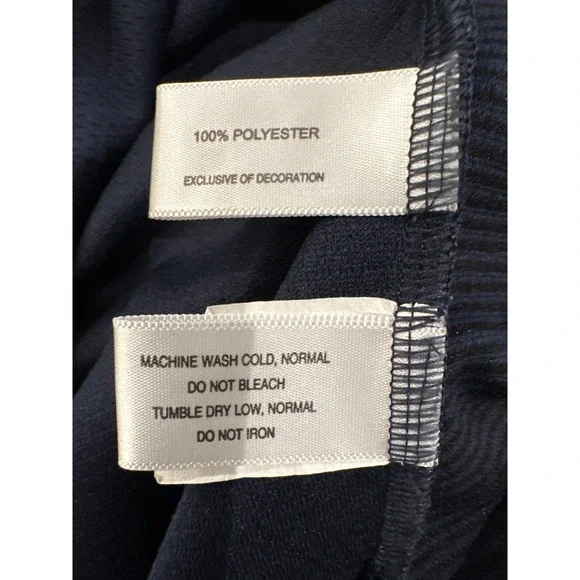 100% POLYESTER
EXCLUSIVE OF DECORATION
MACHINE WASH COLD, NORMAL
DO NOT BLEACH
TUMBLE DRY LOW, NORMAL
DO NOT IRON